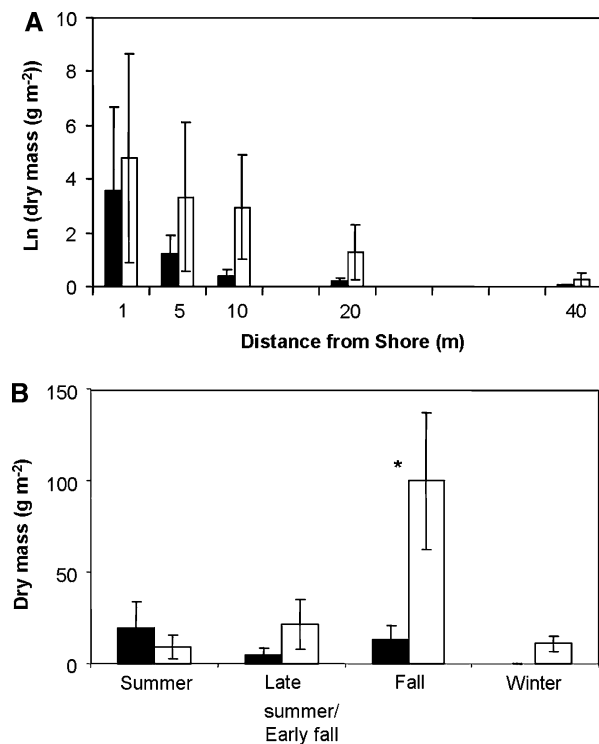 A
10
8
6
4
2
0
Ln (dry mass (g m-2))
1 5 10 20 40
Distance from Shore (m)
B
150
100
50
0
Dry mass (g m-2)
*
Summer Late summer/ Early fall Fall Winter